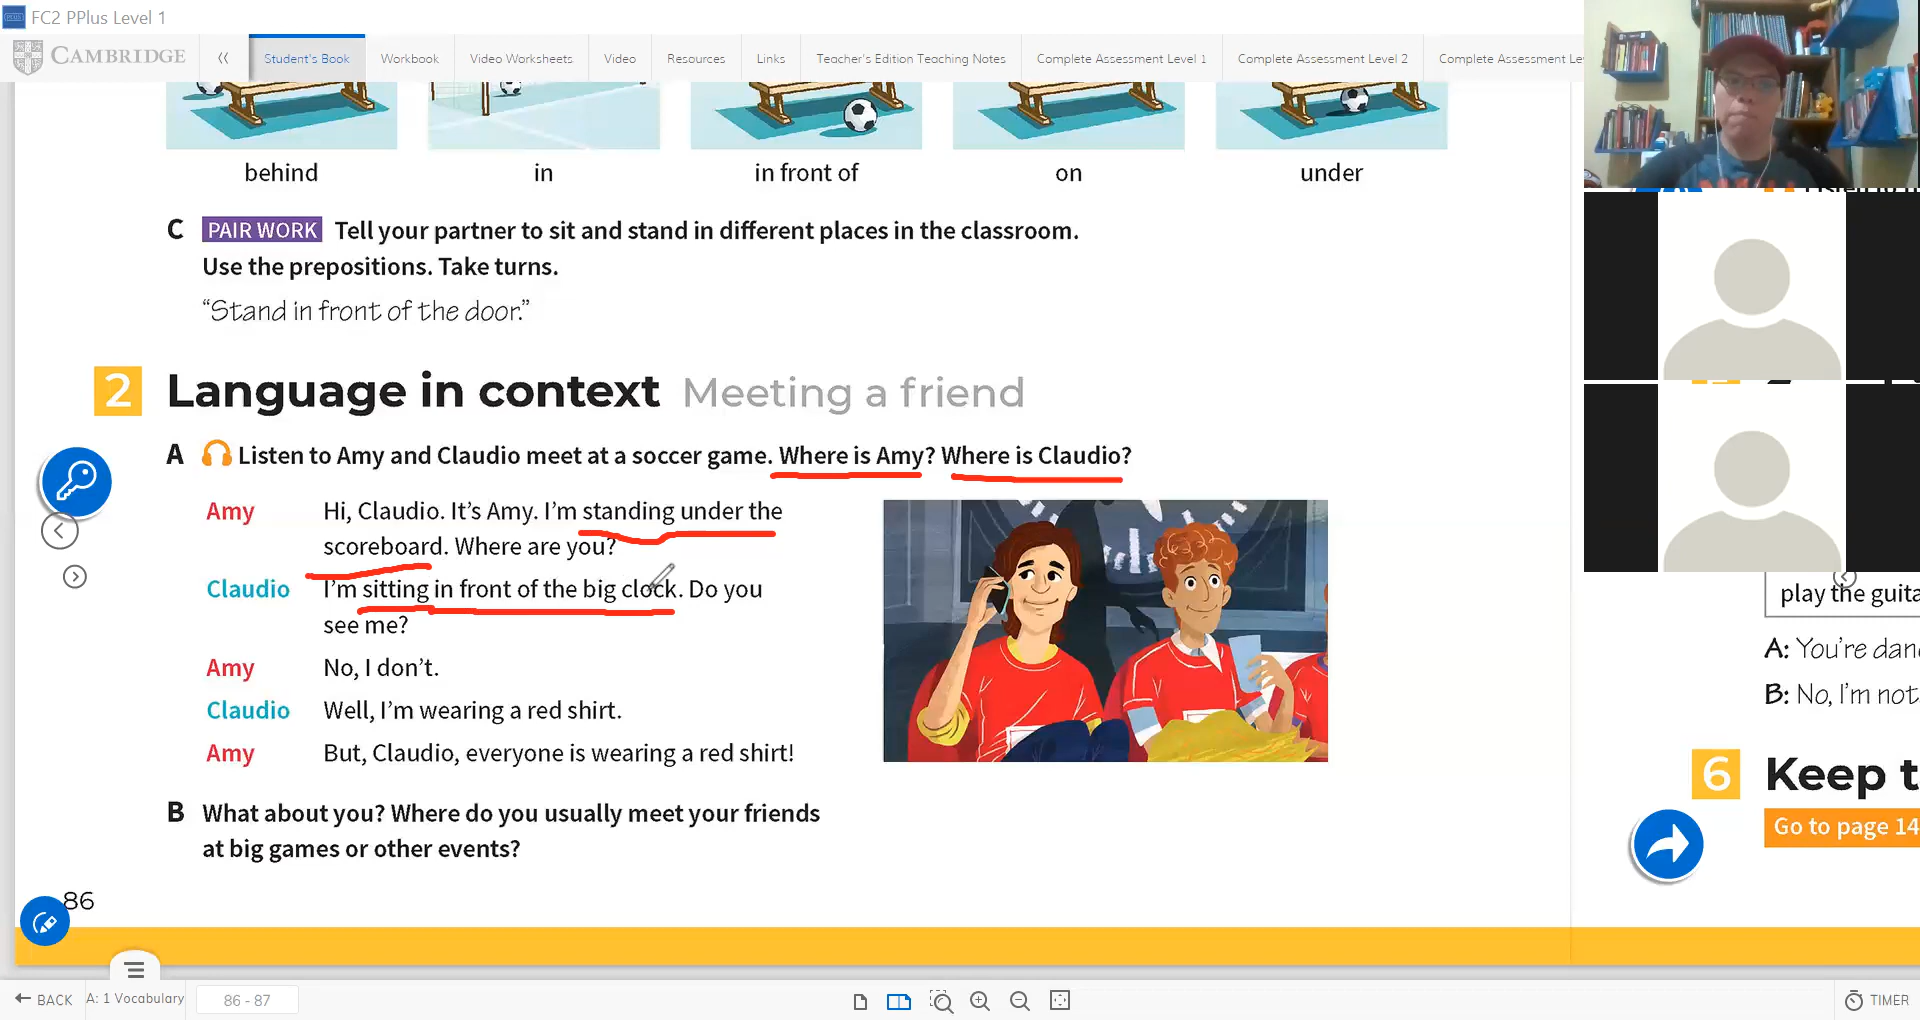 FC2 PPlus Level 1
CAMBRIDGE
Student's Book
Workbook
Video Worksheets
Video
Resources
Links
Teacher's Edition Teaching Notes
Complete Assessment Level 1
Complete Assessment Level 2
Complete Assessment Le
behind
in
in front of
on
under
C PAIR WORK Tell your partner to sit and stand in different places in the classroom.
Use the prepositions. Take turns.
“Stand in front of the door.”
2 Language in context Meeting a friend
A Listen to Amy and Claudio meet at a soccer game. Where is Amy? Where is Claudio?
Amy Hi, Claudio. It’s Amy. I’m standing under the
scoreboard. Where are you?
Claudio I’m sitting in front of the big clock. Do you
see me?
Amy No, I don’t.
Claudio Well, I’m wearing a red shirt.
Amy But, Claudio, everyone is wearing a red shirt!
B What about you? Where do you usually meet your friends
at big games or other events?
86
play the guita
A: You’re dan
B: No, I’m not
6 Keep t
Go to page 14
BACK
A: 1 Vocabulary
86 - 87
TIMER